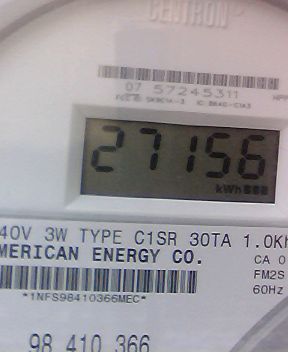 CENTRON
07 57245311
27156
kWh
40V 3W TYPE C1SR 30TA 1.0Kh
MERICAN ENERGY CO.
CA 0
FM2S
60Hz
*1NFS98410366MEC*
98 410 366